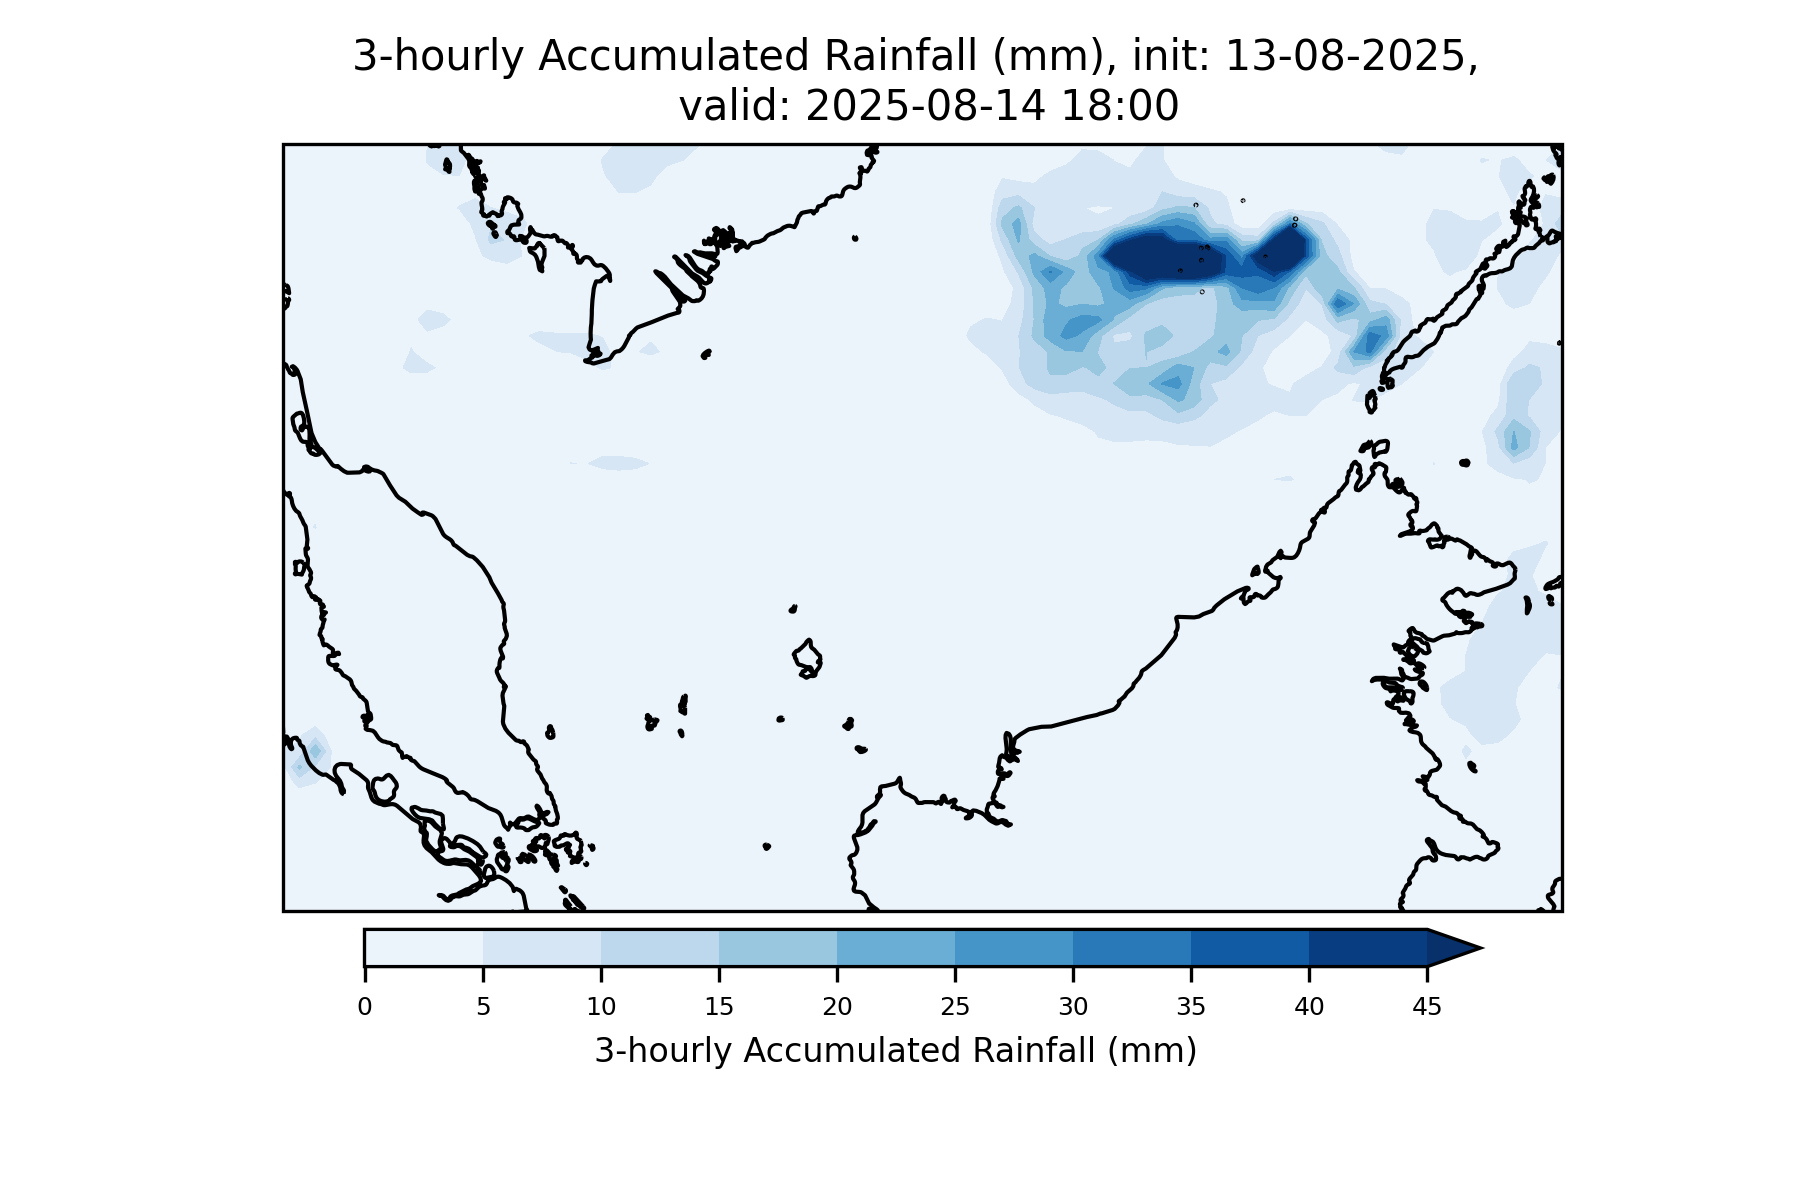 3-hourly Accumulated Rainfall (mm), init: 13-08-2025,
valid: 2025-08-14 18:00
0 5 10 15 20 25 30 35 40 45
3-hourly Accumulated Rainfall (mm)